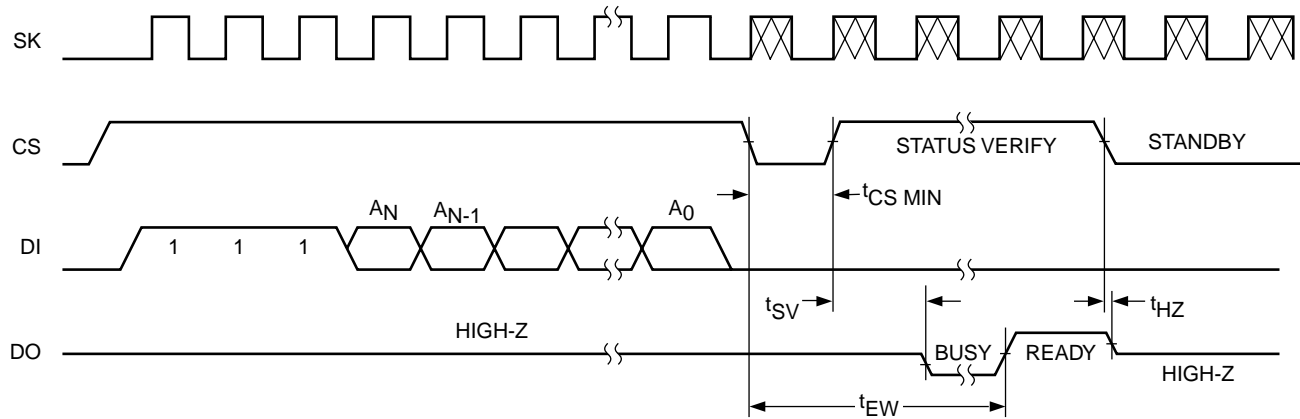 SK
CS
STATUS VERIFY
STANDBY
tCS MIN
DI
1 1 1 AN AN-1 A0
tSV
tHZ
DO
HIGH-Z
BUSY
READY
HIGH-Z
tEW